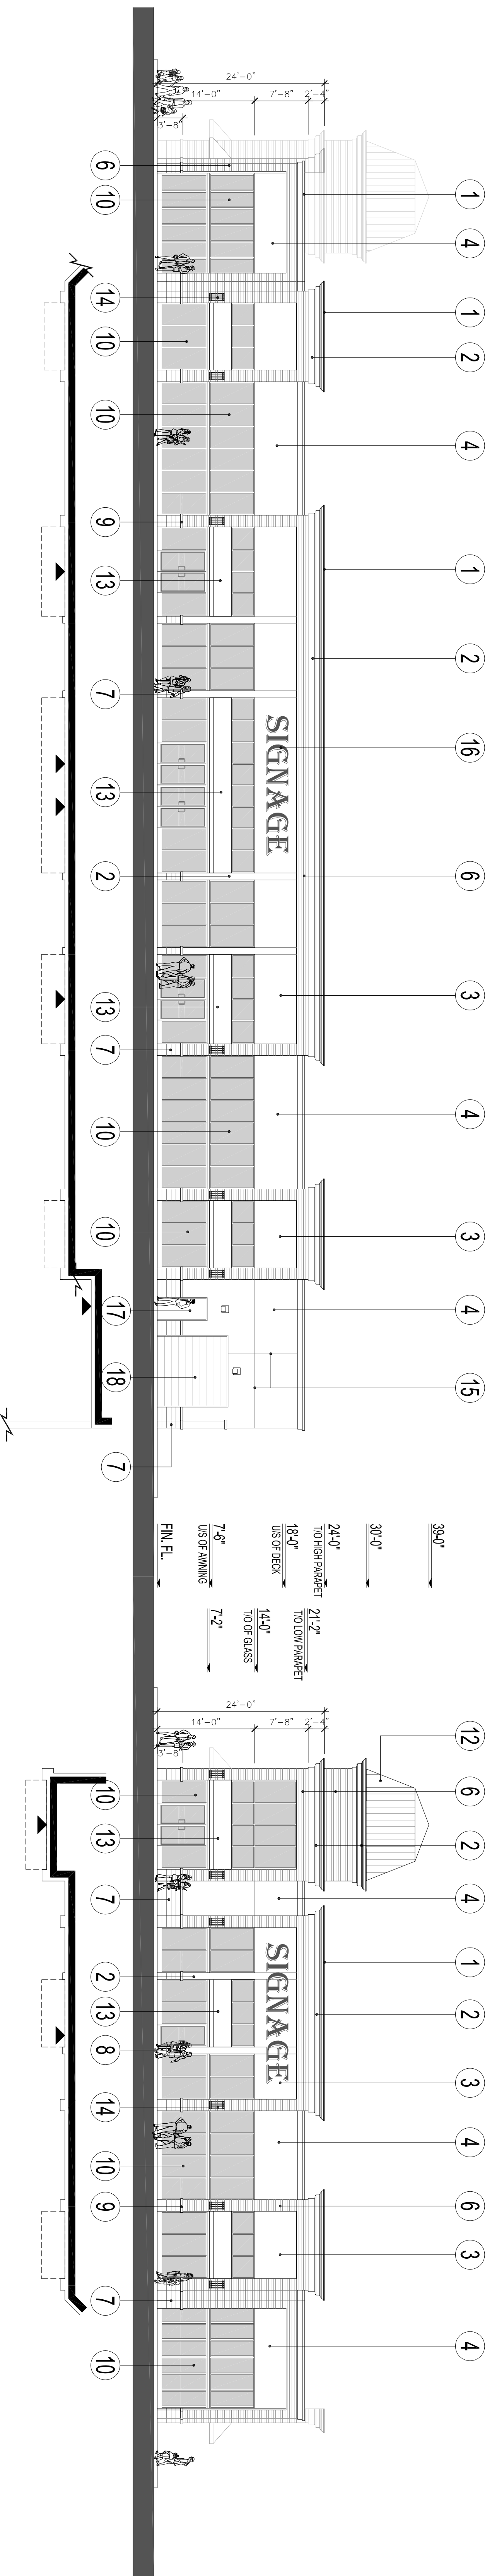 1 4 1 2 4 1 2 16 6 3 4 3 4 15
2'-4"
7'-8"
24'-0"
14'-0"
3'-8"
SIGNAGE
6 10 14 10 10 9 13 7 13 2 13 7 10 10 17 18 7
39-0"
30'-0"
24'-0"
T/O HIGH PARAPET
18'-0"
U/S OF DECK
7'-6"
U/S OF AWNING
FIN. FL.
21'-2"
T/O LOW PARAPET
14'-0"
T/O OF GLASS
7'-2"
12 6 2 4 1 2 3 4 6 3 4
2'-4"
7'-8"
24'-0"
14'-0"
3'-8"
SIGNAGE
10 13 7 2 13 8 14 10 9 7 10